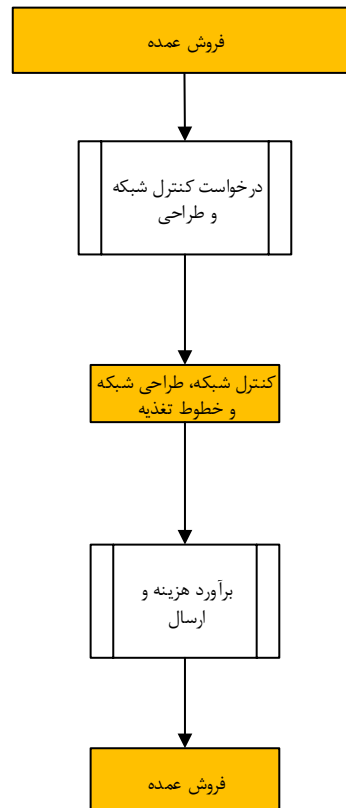 فروش عمده
درخواست کنترل شبکه
و طراحی
کنترل شبکه، طراحی شبکه
و خطوط تغذیه
برآورد هزینه و
ارسال
فروش عمده